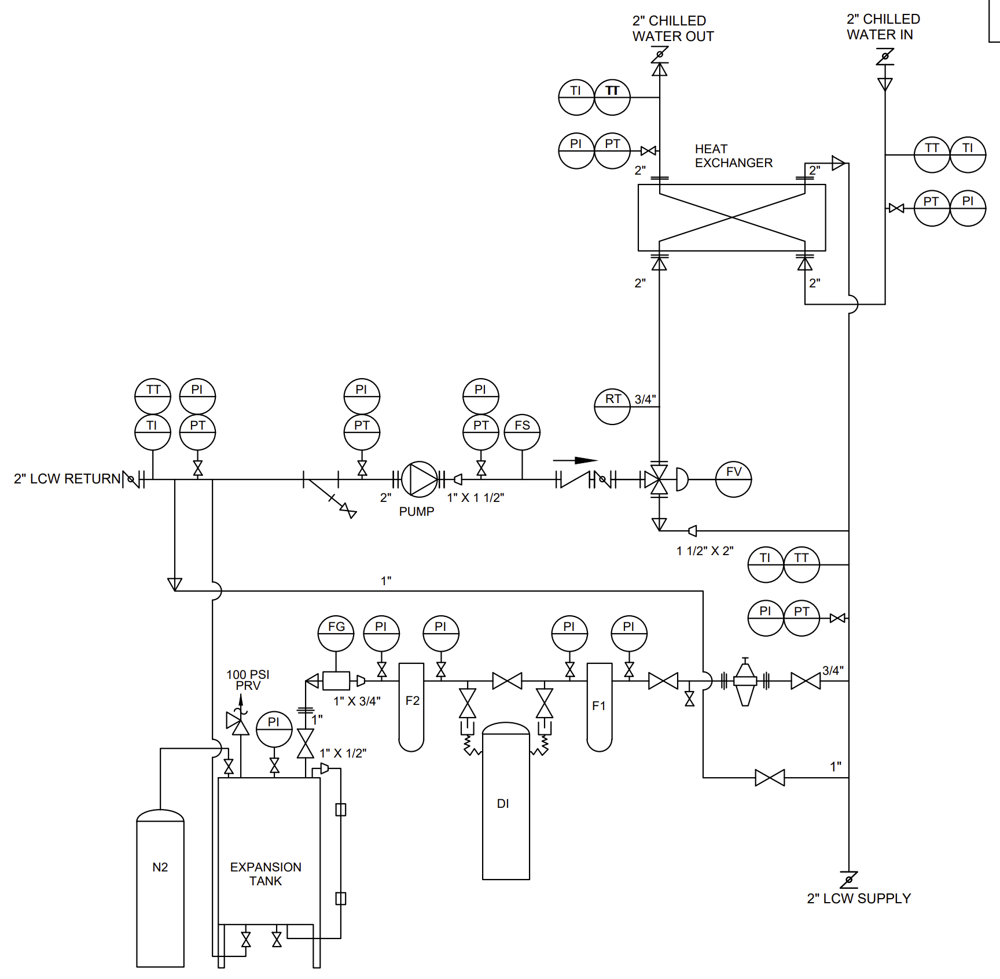 2" CHILLED
WATER OUT
2" CHILLED
WATER IN
TI
TT
PI
PT
2"
HEAT
EXCHANGER
2"
TT
TI
PT
PI
2"
2"
TT
TI
PI
PT
PI
PT
PI
PT
FS
RT
3/4"
FV
2" LCW RETURN
2"
PUMP
1" X 1 1/2"
1 1/2" X 2"
TI
TT
1"
PI
PT
FG
PI
PI
PI
PI
100 PSI
PRV
PI
1"
1" X 3/4"
F2
F1
3/4"
1" X 1/2"
1"
DI
N2
EXPANSION
TANK
2" LCW SUPPLY